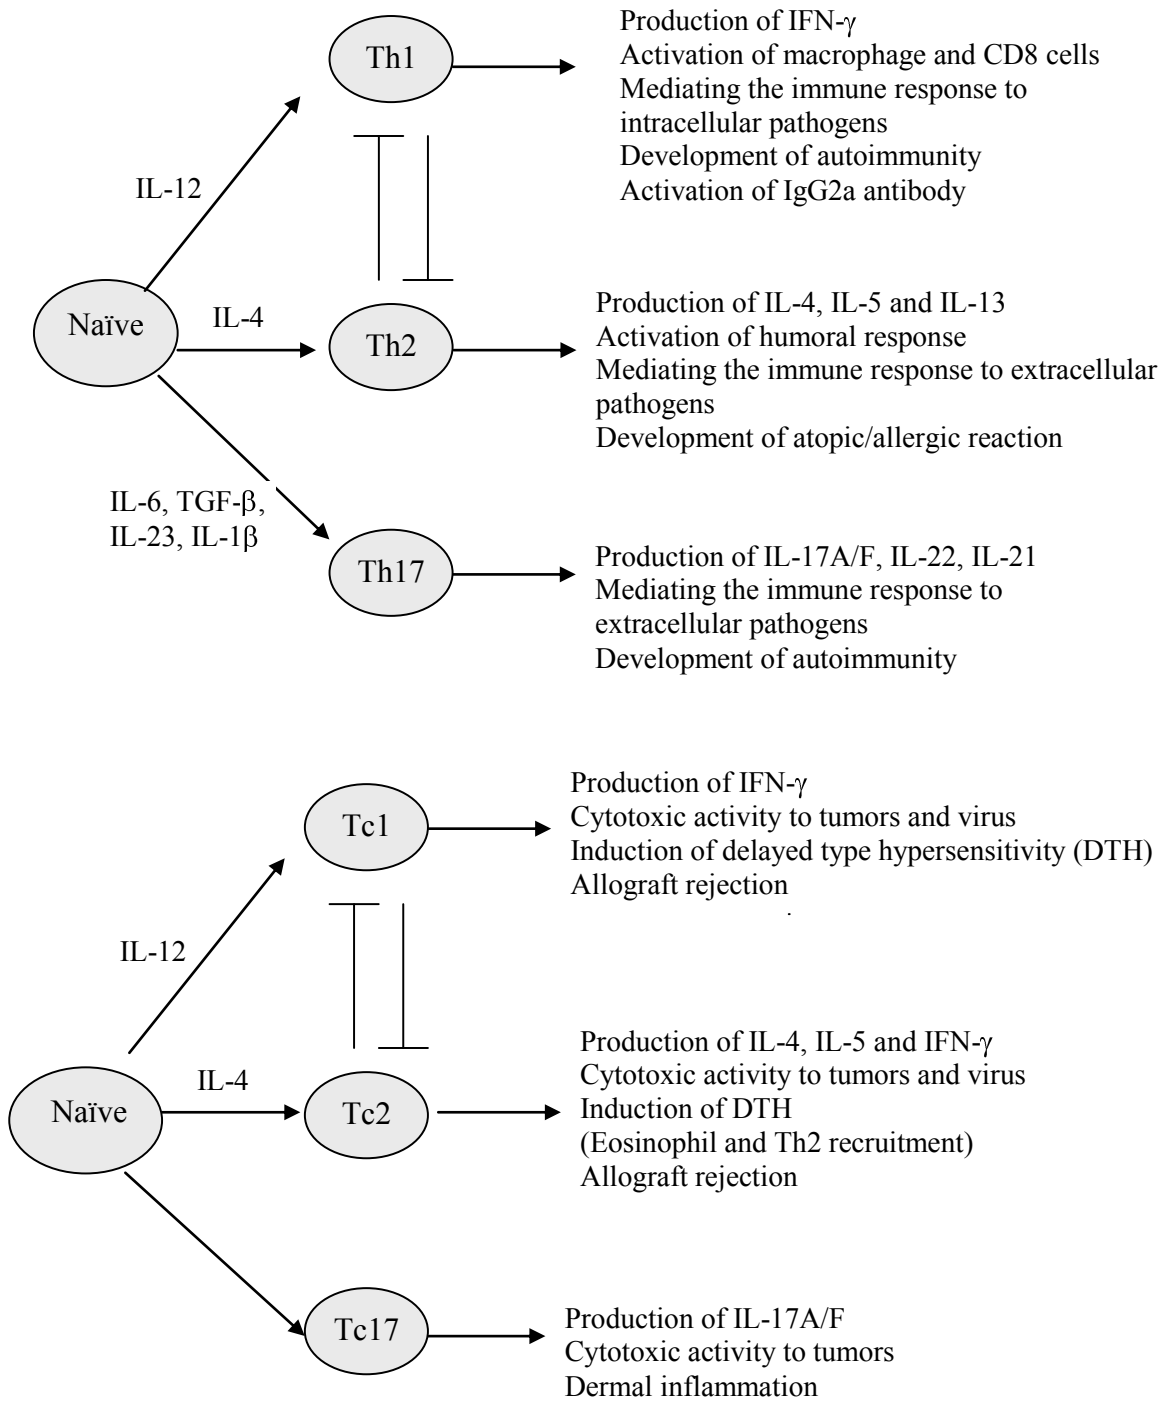 Th1
Production of IFN-γ
Activation of macrophage and CD8 cells
Mediating the immune response to
intracellular pathogens
Development of autoimmunity
Activation of IgG2a antibody
IL-12
Naïve
IL-4
Th2
Production of IL-4, IL-5 and IL-13
Activation of humoral response
Mediating the immune response to extracellular
pathogens
Development of atopic/allergic reaction
IL-6, TGF-β,
IL-23, IL-1β
Th17
Production of IL-17A/F, IL-22, IL-21
Mediating the immune response to
extracellular pathogens
Development of autoimmunity
Tc1
Production of IFN-γ
Cytotoxic activity to tumors and virus
Induction of delayed type hypersensitivity (DTH)
Allograft rejection
.
IL-12
Naïve
IL-4
Tc2
Production of IL-4, IL-5 and IFN-γ
Cytotoxic activity to tumors and virus
Induction of DTH
(Eosinophil and Th2 recruitment)
Allograft rejection
Tc17
Production of IL-17A/F
Cytotoxic activity to tumors
Dermal inflammation